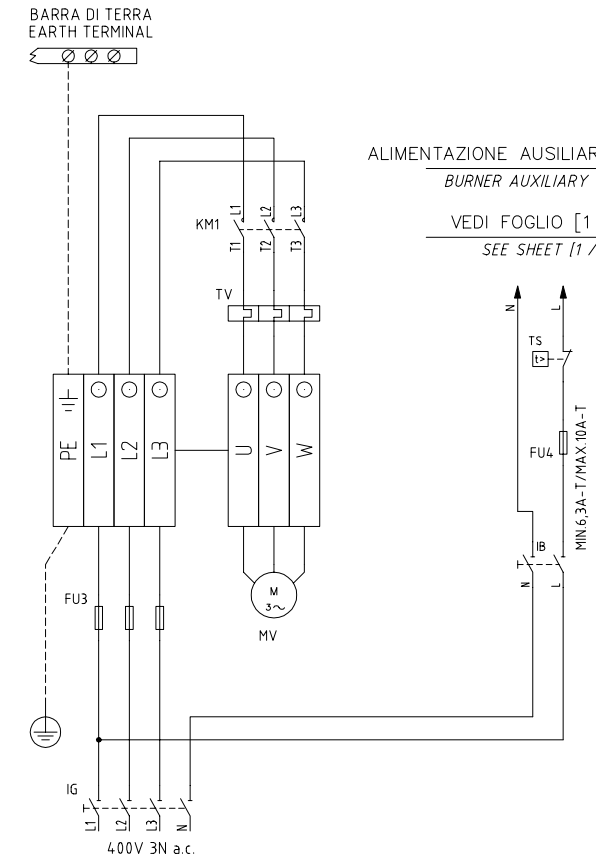 BARRA DI TERRA
EARTH TERMINAL
ALIMENTAZIONE AUSILIAR
BURNER AUXILIARY
VEDI FOGLIO [1
SEE SHEET [1 /
KM1
L1 L2 L3
T1 T2 T3
TV
N L
TS
t>
PE L1 L2 L3
U V W
FU4
MIN.6,3A-T/MAX.10A-T
IB
N L
FU3
M
3~
MV
IG
L1 L2 L3 N
400V 3N a.c.